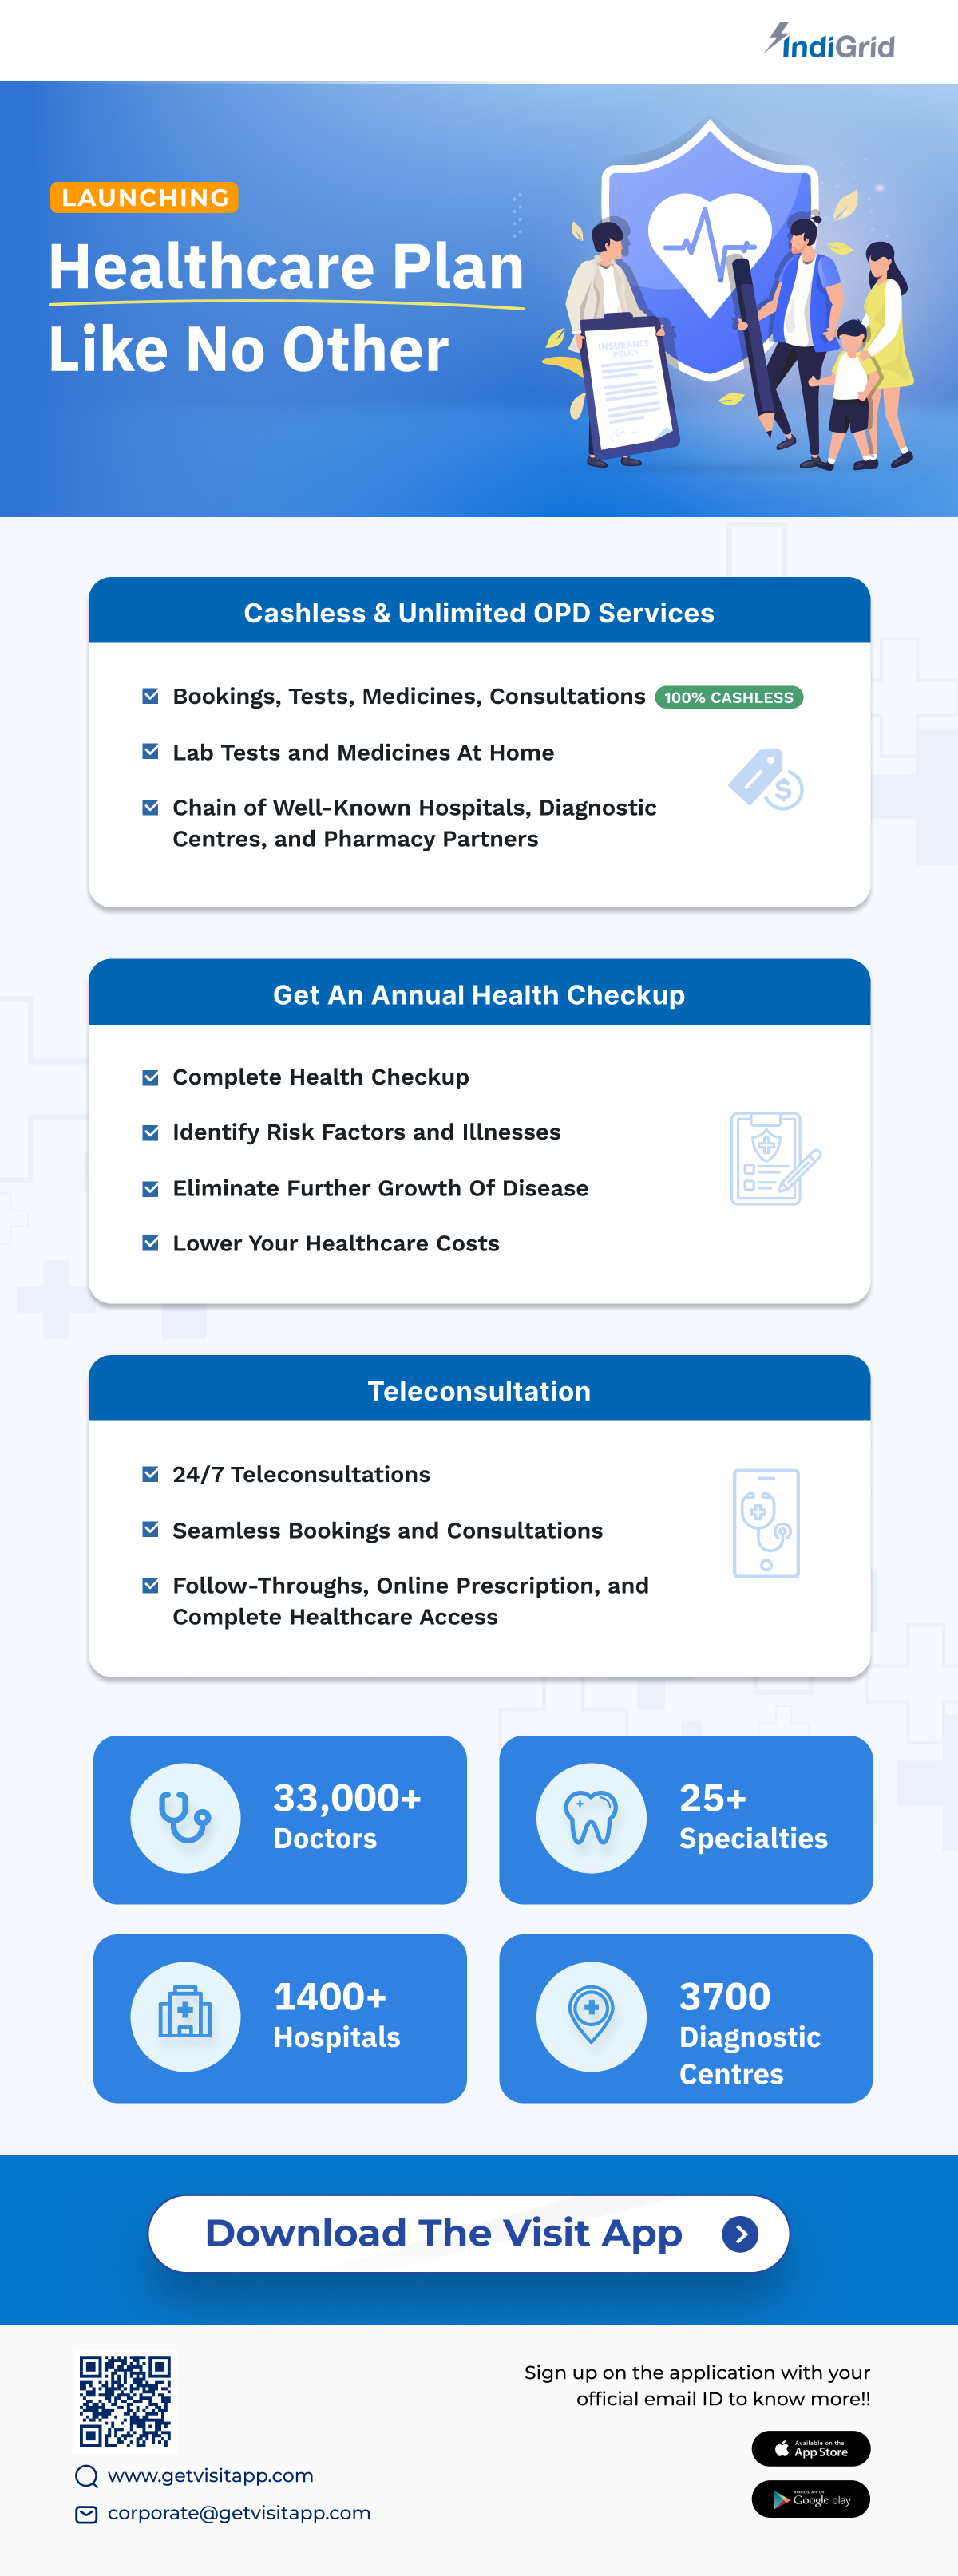 IndiGrid
LAUNCHING
Healthcare Plan
Like No Other
INSURANCE
POLICY
Cashless & Unlimited OPD Services
Bookings, Tests, Medicines, Consultations 100% CASHLESS
Lab Tests and Medicines At Home
Chain of Well-Known Hospitals, Diagnostic
Centres, and Pharmacy Partners
Get An Annual Health Checkup
Complete Health Checkup
Identify Risk Factors and Illnesses
Eliminate Further Growth Of Disease
Lower Your Healthcare Costs
Teleconsultation
24/7 Teleconsultations
Seamless Bookings and Consultations
Follow-Throughs, Online Prescription, and
Complete Healthcare Access
33,000+
Doctors
25+
Specialties
1400+
Hospitals
3700
Diagnostic
Centres
Download The Visit App
Sign up on the application with your
official email ID to know more!!
Available on the
App Store
ANDROID APP ON
Google play
www.getvisitapp.com
corporate@getvisitapp.com